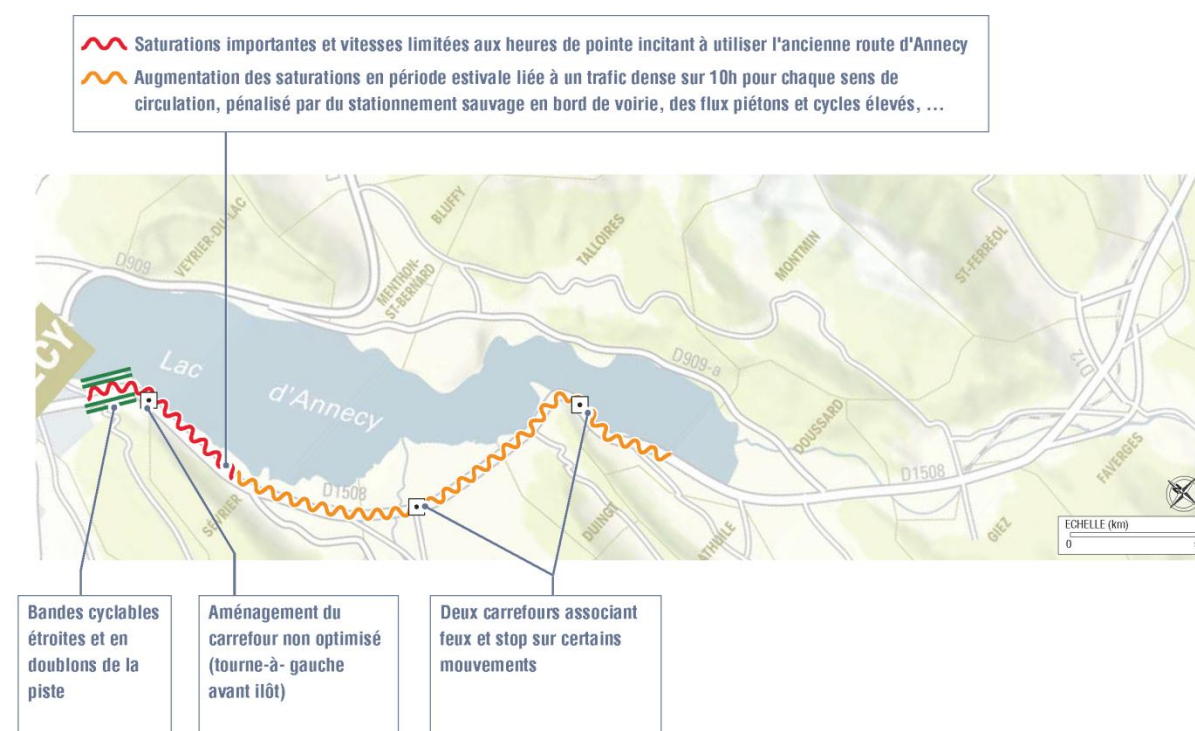 Saturations importantes et vitesses limitées aux heures de pointe incitant à utiliser l'ancienne route d'Annecy
Augmentation des saturations en période estivale liée à un trafic dense sur 10h pour chaque sens de
circulation, pénalisé par du stationnement sauvage en bord de voirie, des flux piétons et cycles élevés, ...
D909
VEYRIER-DU-LAC
MENTHON-
ST-BERNARD
BLUFFY
TALLOIRES
MONTMIN
ST-FERRÉOL
D12
D909-a
ECY
Lac
d'Annecy
DOUSSARD
D1508
FAVERGES
SÉVRIER
D1508
DUINGT
ATHUILE
GIEZ
ECHELLE (km)
0
Bandes cyclables
étroites et en
doublons de la
piste
Aménagement du
carrefour non optimisé
(tourne-à- gauche
avant ilôt)
Deux carrefours associant
feux et stop sur certains
mouvements